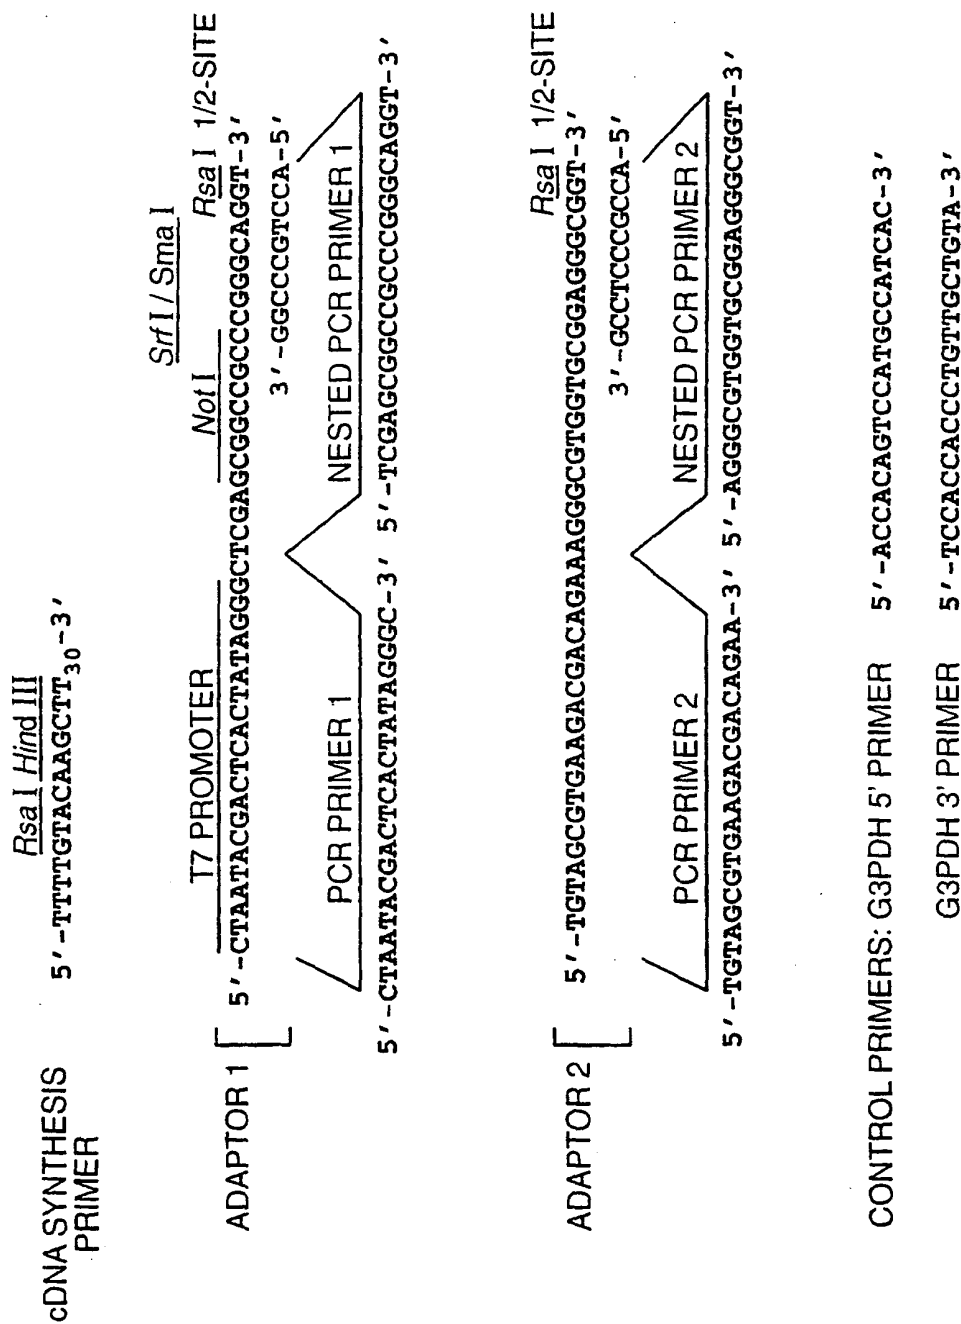 RsaI HindIII
cDNA SYNTHESIS
PRIMER
5'-TTTTGTACAAGCTT30-3'
SrfI/SmaI
T7 PROMOTER NotI RsaI 1/2-SITE
ADAPTOR 1
5'-CTAATACGACTCACTATAGGGCTCGAGCGGCCGCCCGGGCAGGT-3'
3'-GGCCCGTCCA-5'
PCR PRIMER 1 NESTED PCR PRIMER 1
5'-CTAATACGACTCACTATAGGGC-3' 5'-TCGAGCGGCCGCCCGGGCAGGT-3'
RsaI 1/2-SITE
ADAPTOR 2
5'-TGTAGCGTGAAGACGACAGAAAGGGCGTGGTGCGGAGGGCGGT-3'
3'-GCCTCCCGCCA-5'
PCR PRIMER 2 NESTED PCR PRIMER 2
5'-TGTAGCGTGAAGACGACAGAA-3' 5'-AGGGCGTGGTGCGGAGGGCGGT-3'
CONTROL PRIMERS: G3PDH 5' PRIMER 5'-ACCACAGTCCATGCCATCAC-3'
G3PDH 3' PRIMER 5'-TCCACCACCCTGTTGCTGTA-3'